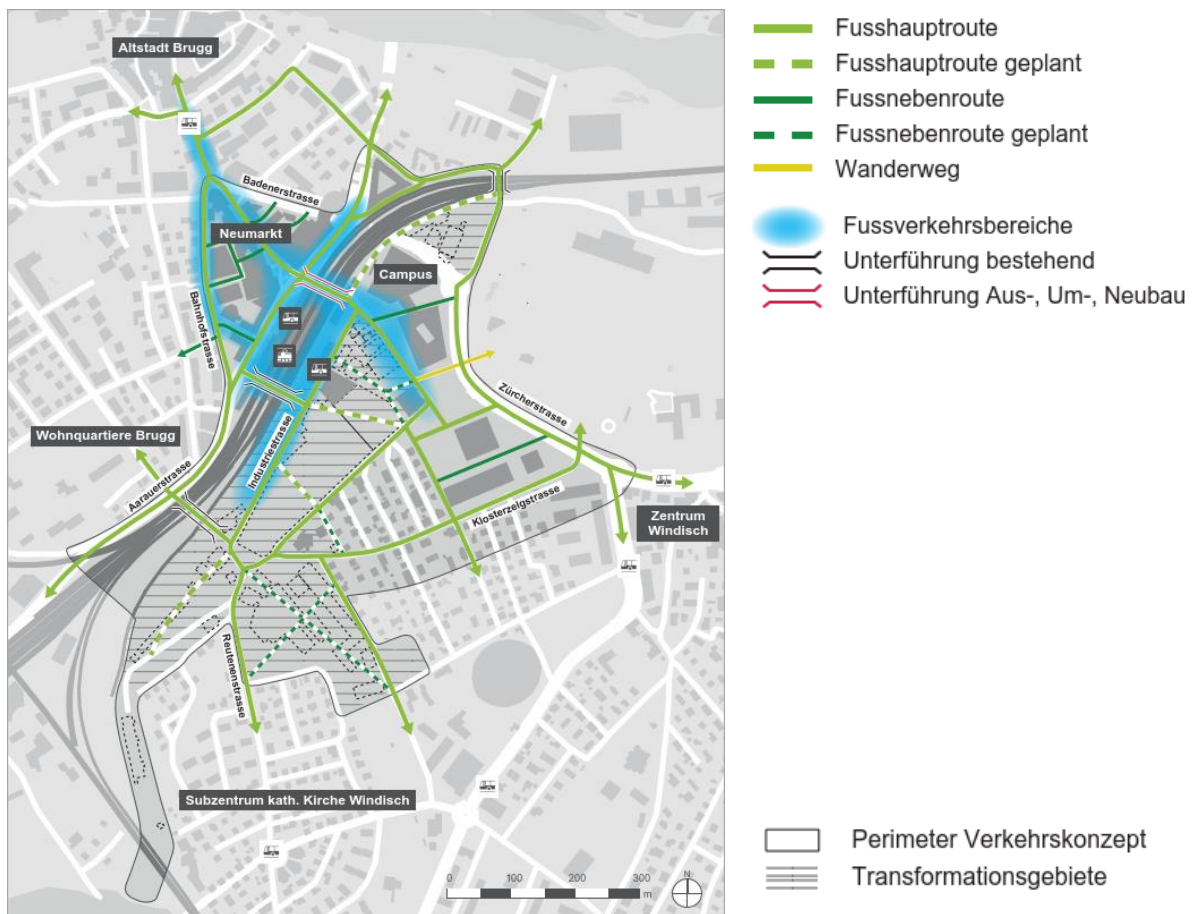 Altstadt Brugg
Badenerstrasse
Neumarkt
Campus
Bahnhofstrasse
Zürcherstrasse
Wohnquartiere Brugg
Industriestrasse
Aarauerstrasse
Klosterzelgstrasse
Zentrum
Windisch
Reutenenstrasse
Subzentrum kath. Kirche Windisch
0 100 200 300
m
N
Fusshauptroute
Fusshauptroute geplant
Fussnebenroute
Fussnebenroute geplant
Wanderweg
Fussverkehrsbereiche
Unterführung bestehend
Unterführung Aus-, Um-, Neubau
Perimeter Verkehrskonzept
Transformationsgebiete